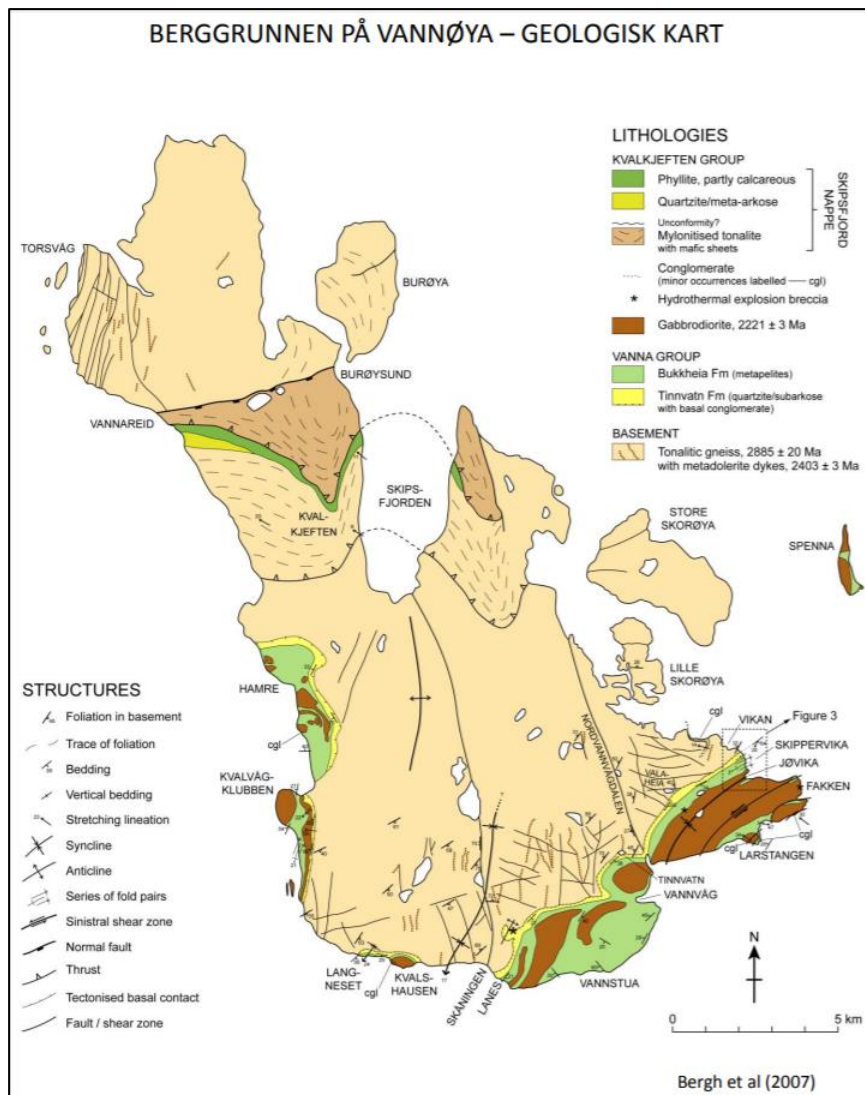 BERGGRUNNEN PÅ VANNØYA – GEOLOGISK KART
LITHOLOGIES
KVALKJEFTEN GROUP
Phyllite, partly calcareous
Quartzite/meta-arkose
Unconformity?
Mylonitised tonalite
with mafic sheets
SKIPSFJORD
NAPPE
Conglomerate
(minor occurrences labelled — cgl)
Hydrothermal explosion breccia
Gabbrodiorite, 2221 ± 3 Ma
VANNA GROUP
Bukkheia Fm (metapelites)
Tinnvatn Fm (quartzite/subarkose
with basal conglomerate)
BASEMENT
Tonalitic gneiss, 2885 ± 20 Ma
with metadolerite dykes, 2403 ± 3 Ma
TORSVÅG
BURØYA
BURØYSUND
VANNAREID
SKIPS-
FJORDEN
KVAL-
KJEFTEN
STORE
SKORØYA
SPENNA
LILLE
SKORØYA
HAMRE
cgl
KVALVÅG-
KLUBBEN
NORDVANNVÅGDALEN
cgl
VIKAN
Figure 3
SKIPPERVIKA
JØVIKA
FAKKEN
VALA-
HEIA
cgl
cgl
LARSTANGEN
TINNVATN
VANNVÅG
VANNSTUA
LANG-
NESET
cgl
KVALS-
HAUSEN
SKÅNINGEN
LANES
STRUCTURES
Foliation in basement
Trace of foliation
Bedding
Vertical bedding
Stretching lineation
Syncline
Anticline
Series of fold pairs
Sinistral shear zone
Normal fault
Thrust
Tectonised basal contact
Fault / shear zone
N
0 5 km
Bergh et al (2007)